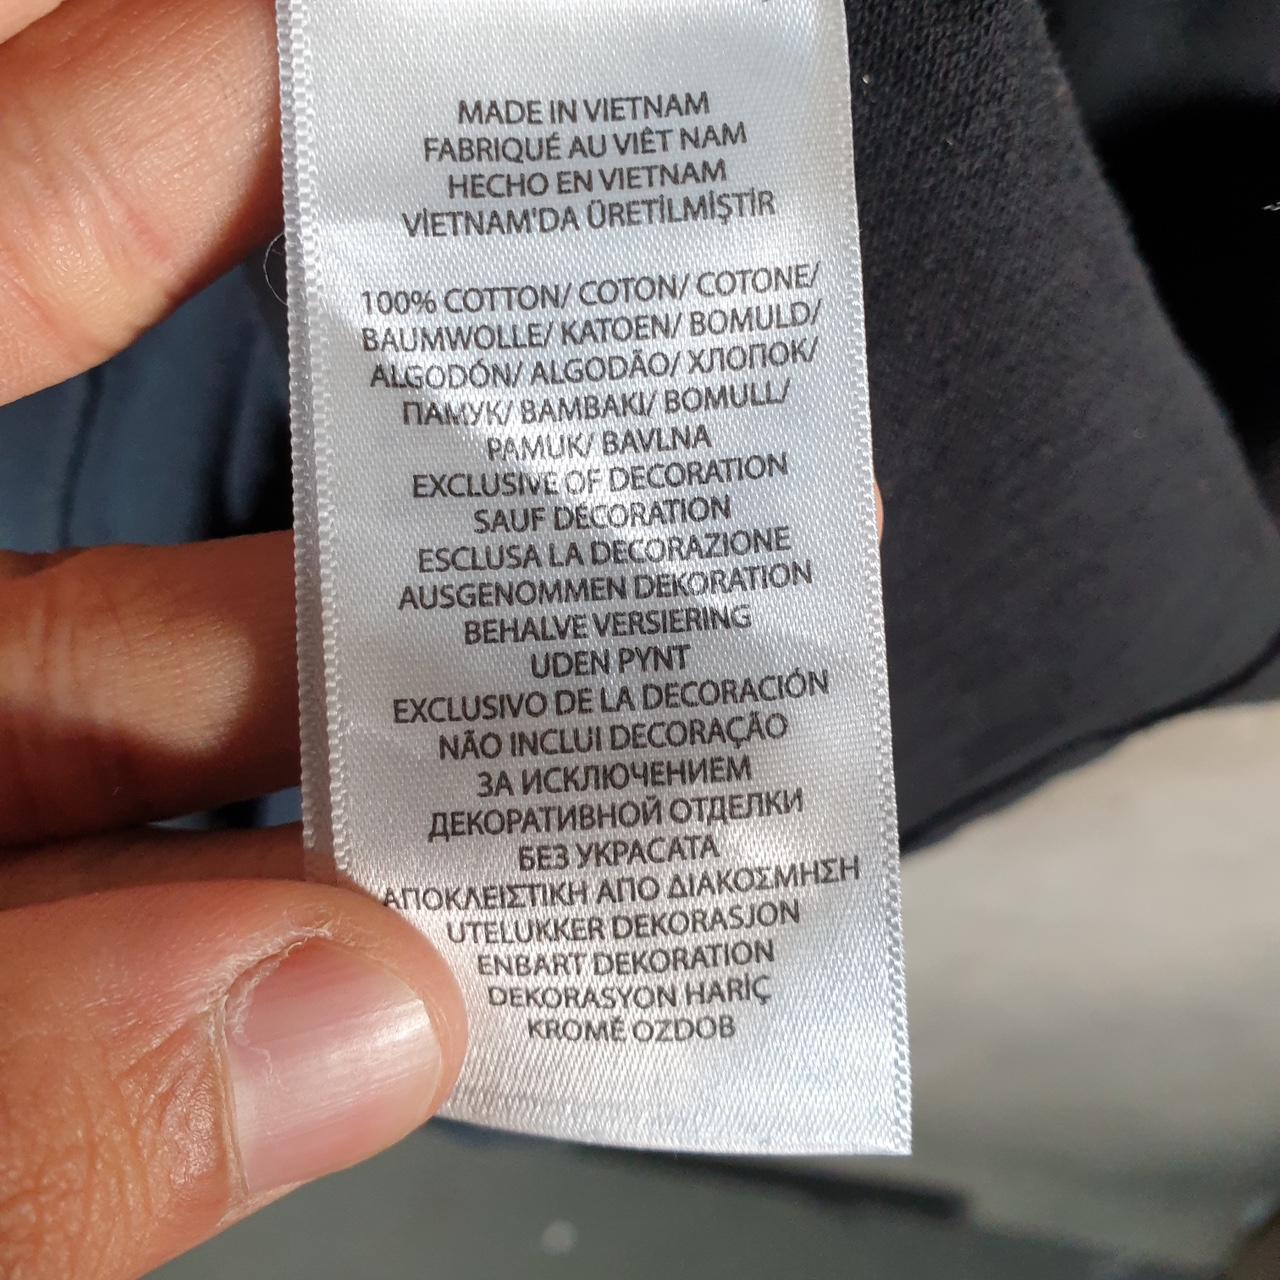 MADE IN VIETNAM
FABRIQUÉ AU VIÊT NAM
HECHO EN VIETNAM
VİETNAM'DA ÜRETİLMİŞTİR
100% COTTON/ COTON/ COTONE/
BAUMWOLLE/ KATOEN/ BOMULD/
ALGODÓN/ ALGODÃO/ ХЛОПОК/
ПАМУК/ BAMBAKI/ BOMULL/
PAMUK/ BAVLNA
EXCLUSIVE OF DECORATION
SAUF DÉCORATION
ESCLUSA LA DECORAZIONE
AUSGENOMMEN DEKORATION
BEHALVE VERSIERING
UDEN PYNT
EXCLUSIVO DE LA DECORACIÓN
NÃO INCLUI DECORAÇÃO
ЗА ИСКЛЮЧЕНИЕМ
ДЕКОРАТИВНОЙ ОТДЕЛКИ
БЕЗ УКРАСАТА
ΑΠΟΚΛΕΙΣΤΙΚΗ ΑΠΟ ΔΙΑΚΟΣΜΗΣΗ
UTELUKKER DEKORASJON
ENBART DEKORATION
DEKORASYON HARİÇ
KROMÉ OZDOB